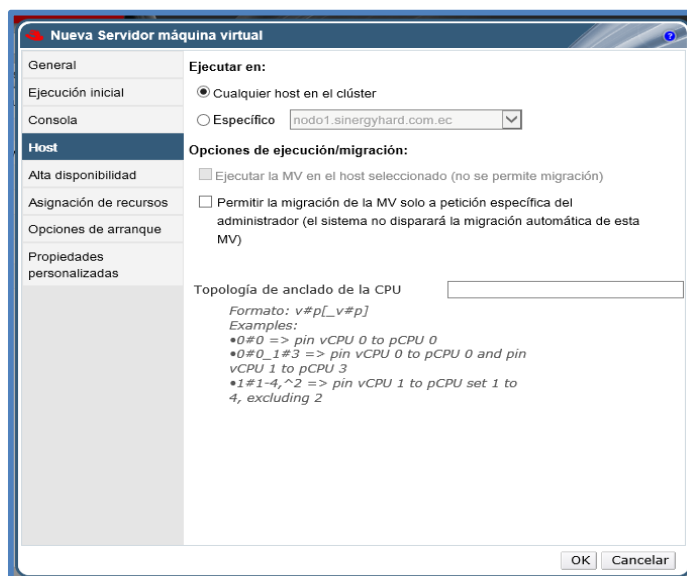 Nueva Servidor máquina virtual
General
Ejecución inicial
Consola
Host
Alta disponibilidad
Asignación de recursos
Opciones de arranque
Propiedades
personalizadas
Ejecutar en:
Cualquier host en el clúster
Específico nodo1.sinergyhard.com.ec
Opciones de ejecución/migración:
Ejecutar la MV en el host seleccionado (no se permite migración)
Permitir la migración de la MV solo a petición específica del
administrador (el sistema no disparará la migración automática de esta
MV)
Topología de anclado de la CPU
Formato: v#p[_v#p]
Examples:
•0#0 => pin vCPU 0 to pCPU 0
•0#0_1#3 => pin vCPU 0 to pCPU 0 and pin
vCPU 1 to pCPU 3
•1#1-4,^2 => pin vCPU 1 to pCPU set 1 to
4, excluding 2
OK Cancelar